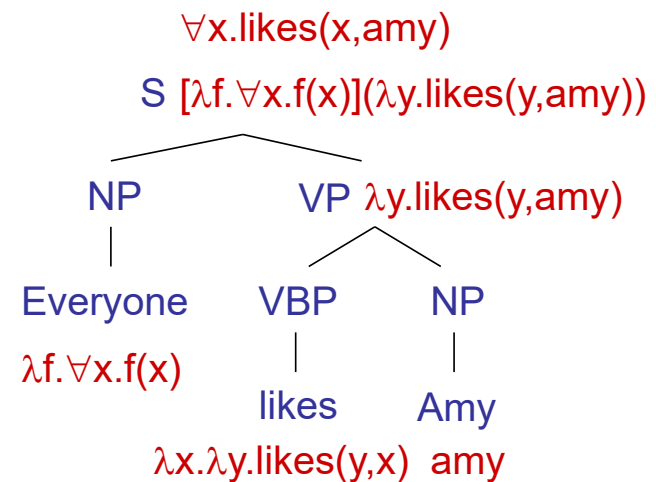 ∀x.likes(x,amy)
S [λf.∀x.f(x)](λy.likes(y,amy))
NP VP λy.likes(y,amy)
Everyone VBP NP
λf.∀x.f(x)
likes Amy
λx.λy.likes(y,x) amy